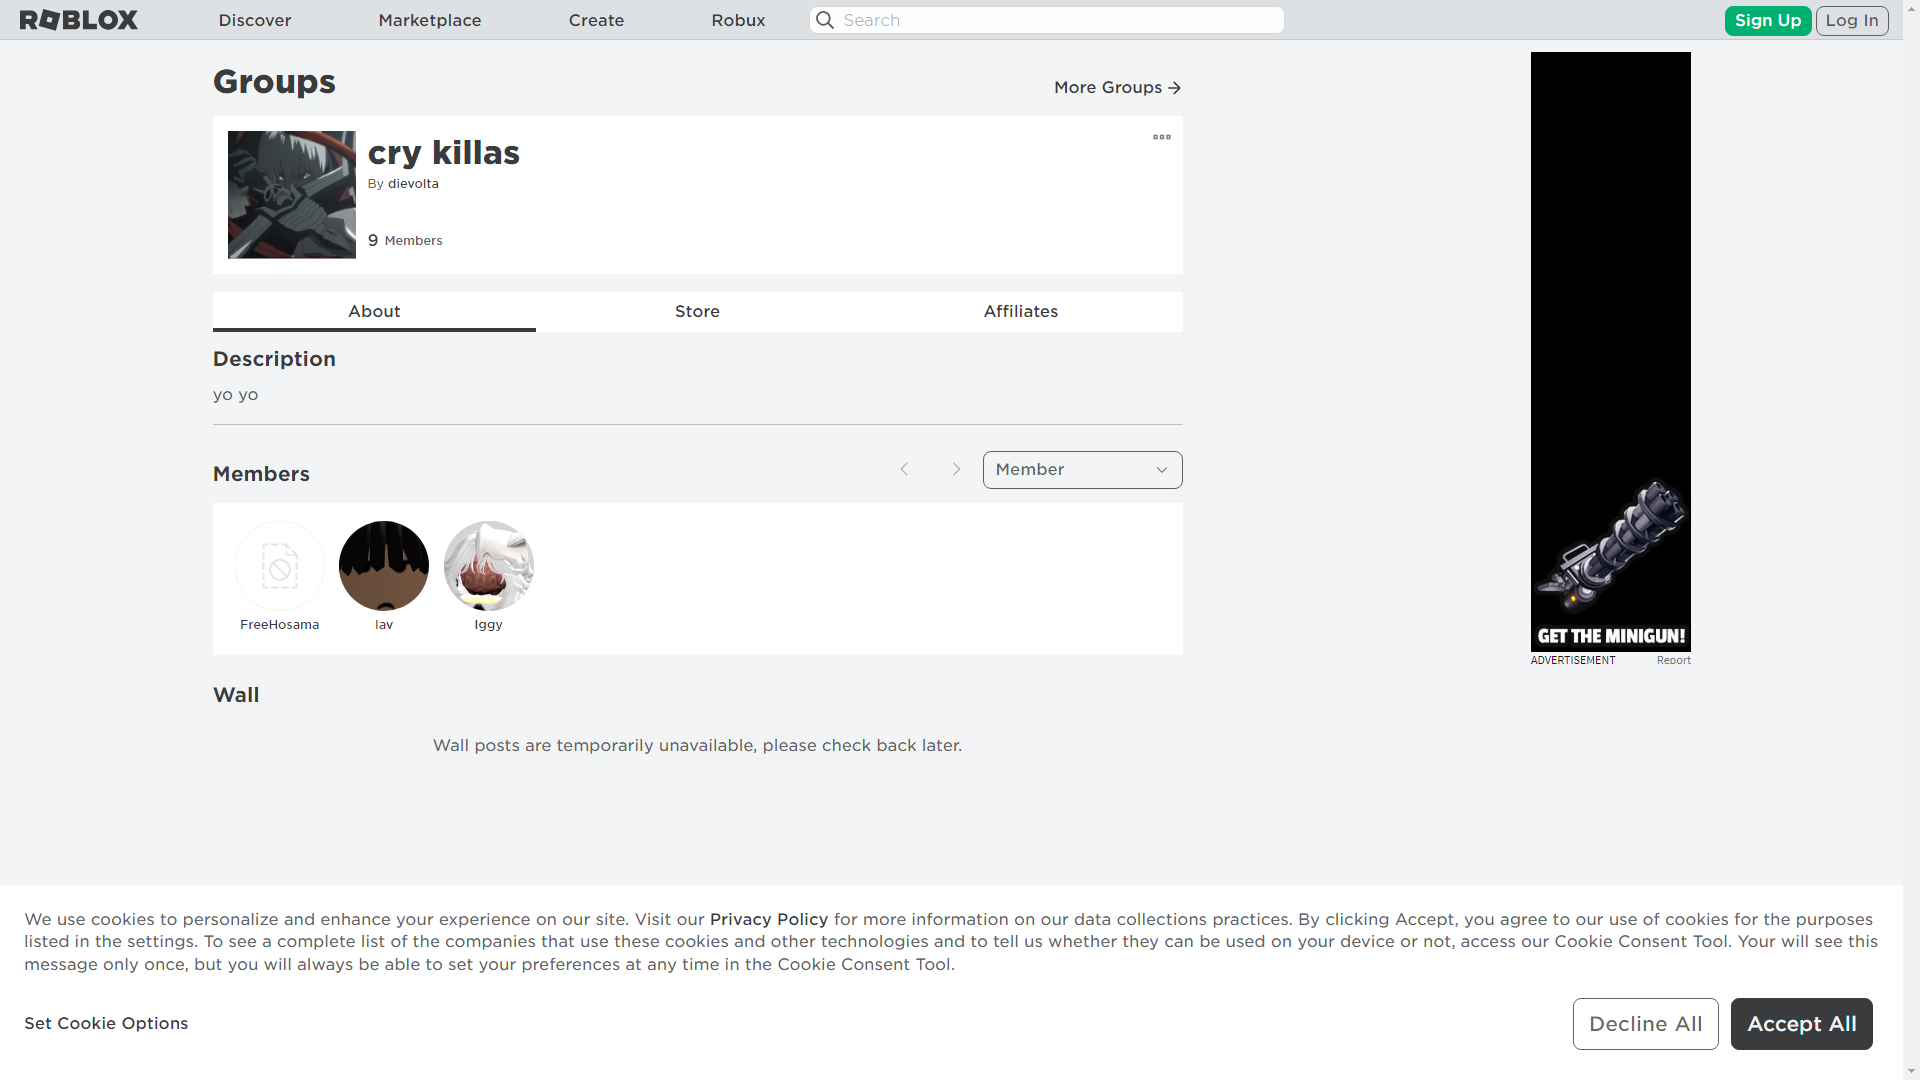 ROBLOX
Discover
Marketplace
Create
Robux
Search
Sign Up
Log In
Groups
More Groups
cry killas
By dievolta
9 Members
About
Store
Affiliates
Description
yo yo
Members
Member
FreeHosama
lav
Iggy
Wall
Wall posts are temporarily unavailable, please check back later.
GET THE MINIGUN!
ADVERTISEMENT
Report
We use cookies to personalize and enhance your experience on our site. Visit our Privacy Policy for more information on our data collections practices. By clicking Accept, you agree to our use of cookies for the purposes
listed in the settings. To see a complete list of the companies that use these cookies and other technologies and to tell us whether they can be used on your device or not, access our Cookie Consent Tool. Your will see this
message only once, but you will always be able to set your preferences at any time in the Cookie Consent Tool.
Set Cookie Options
Decline All
Accept All